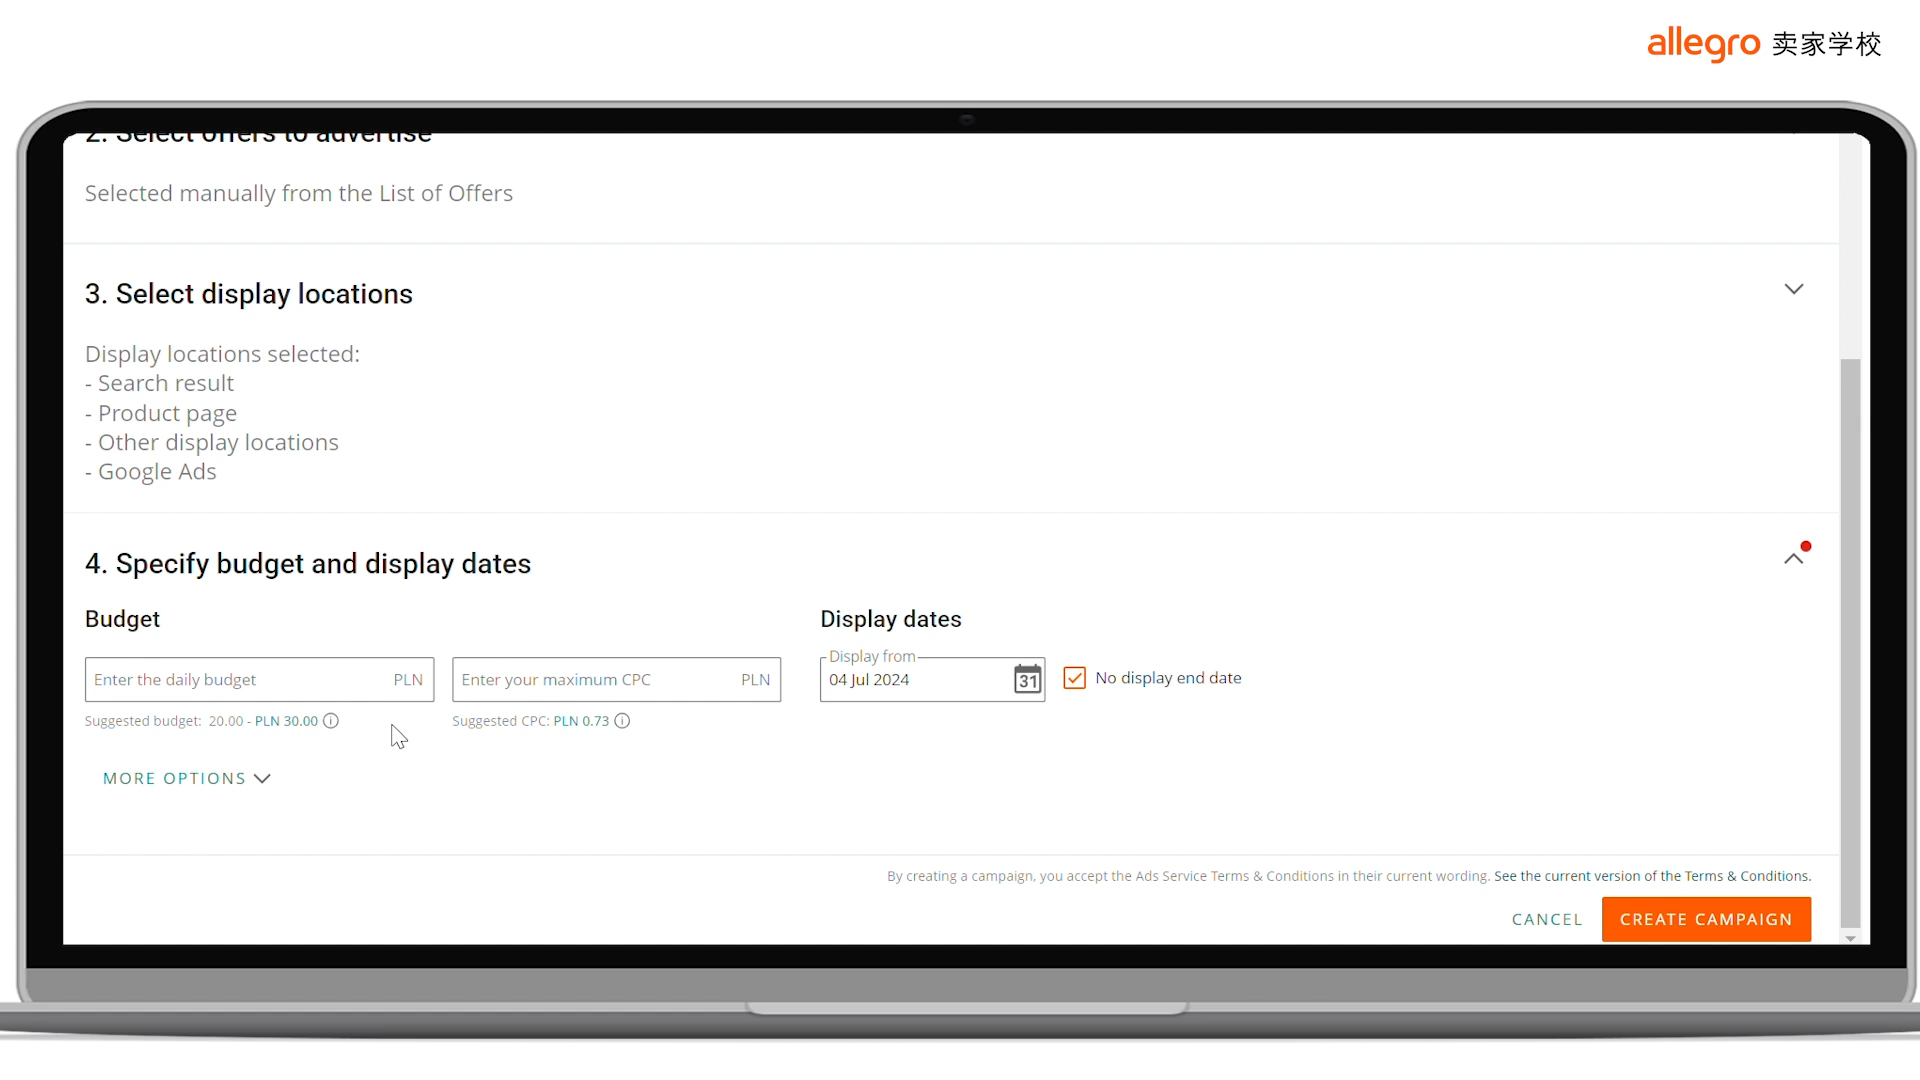 allegro 卖家学校
2. Select offers to advertise
Selected manually from the List of Offers
3. Select display locations
Display locations selected:
- Search result
- Product page
- Other display locations
- Google Ads
4. Specify budget and display dates
Budget
Display dates
Display from
Enter the daily budget PLN
Enter your maximum CPC PLN
04 Jul 2024 31
No display end date
Suggested budget: 20.00 - PLN 30.00
Suggested CPC: PLN 0.73
MORE OPTIONS
By creating a campaign, you accept the Ads Service Terms & Conditions in their current wording. See the current version of the Terms & Conditions.
CANCEL
CREATE CAMPAIGN